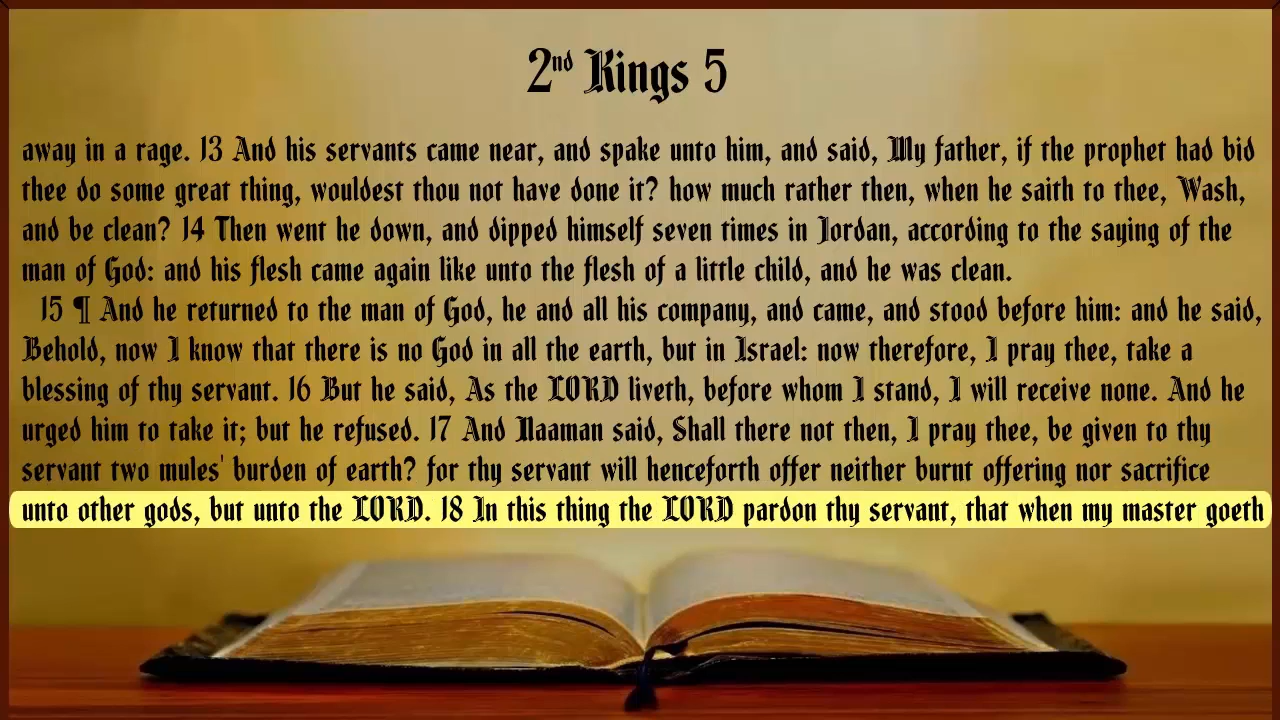 2nd Kings 5
away in a rage. 13 And his servants came near, and spake unto him, and said, My father, if the prophet had bid
thee do some great thing, wouldest thou not have done it? how much rather then, when he saith to thee, Wash,
and be clean? 14 Then went he down, and dipped himself seven times in Jordan, according to the saying of the
man of God: and his flesh came again like unto the flesh of a little child, and he was clean.
15 ¶ And he returned to the man of God, he and all his company, and came, and stood before him: and he said,
Behold, now I know that there is no God in all the earth, but in Israel: now therefore, I pray thee, take a
blessing of thy servant. 16 But he said, As the LORD liveth, before whom I stand, I will receive none. And he
urged him to take it; but he refused. 17 And Naaman said, Shall there not then, I pray thee, be given to thy
servant two mules' burden of earth? for thy servant will henceforth offer neither burnt offering nor sacrifice
unto other gods, but unto the LORD. 18 In this thing the LORD pardon thy servant, that when my master goeth